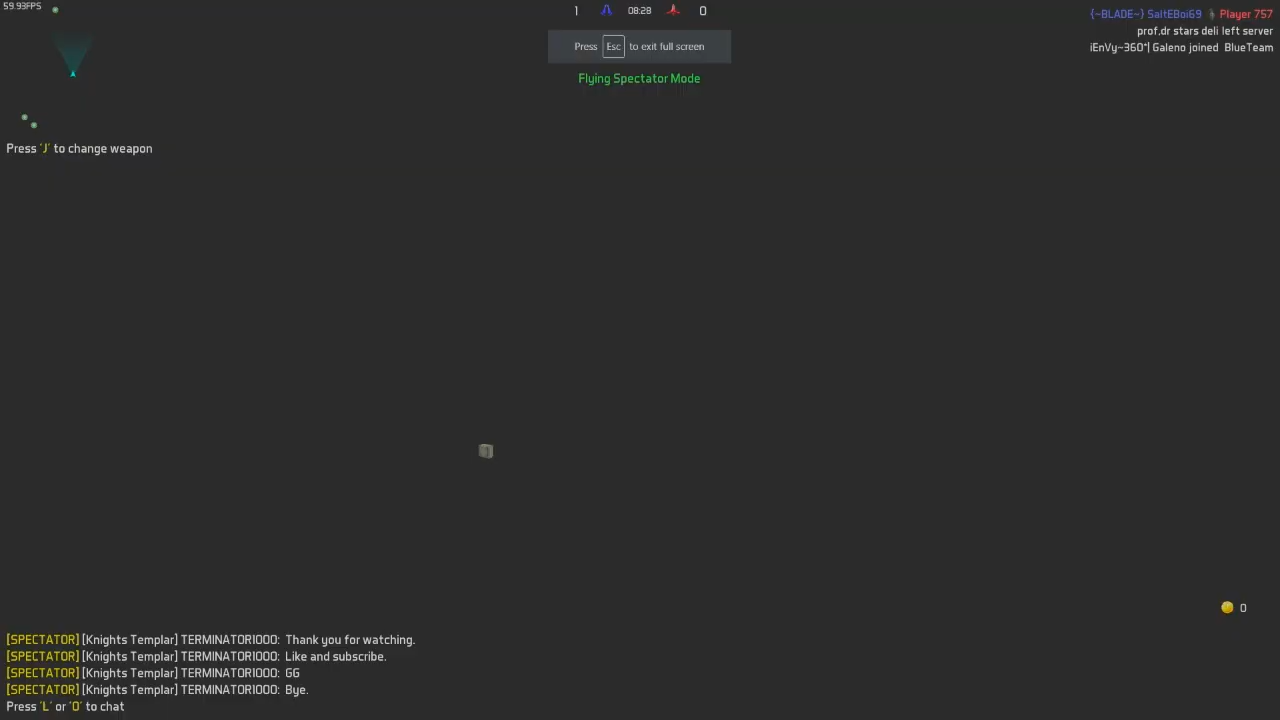 59.93FPS
1 08:28 0
Press Esc to exit full screen
Flying Spectator Mode
{~BLADE~} SaltEBoi69 Player 757
prof.dr stars deli left server
iEnVy~360°| Galeno joined BlueTeam
Press 'J' to change weapon
0
[SPECTATOR] [Knights Templar] TERMINATOR1000: Thank you for watching.
[SPECTATOR] [Knights Templar] TERMINATOR1000: Like and subscribe.
[SPECTATOR] [Knights Templar] TERMINATOR1000: GG
[SPECTATOR] [Knights Templar] TERMINATOR1000: Bye.
Press 'L' or 'O' to chat